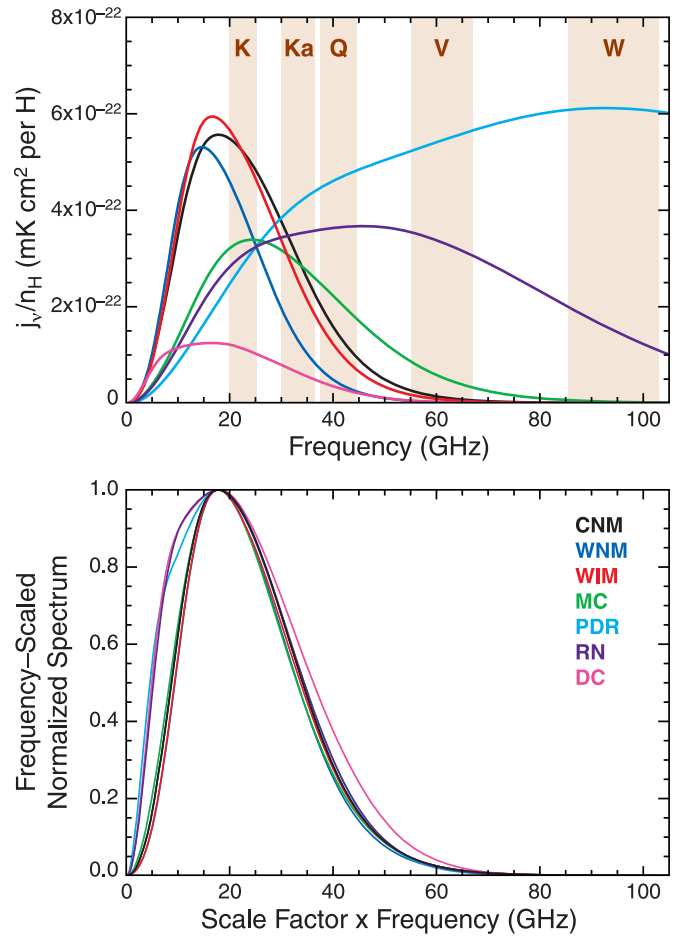 8x10⁻²²
K Ka Q V W
6x10⁻²²
4x10⁻²²
2x10⁻²²
0
jᵥ/n_H (mK cm² per H)
0 20 40 60 80 100
Frequency (GHz)
1.0
0.8
0.6
0.4
0.2
0.0
Frequency–Scaled
Normalized Spectrum
CNM
WNM
WIM
MC
PDR
RN
DC
0 20 40 60 80 100
Scale Factor x Frequency (GHz)